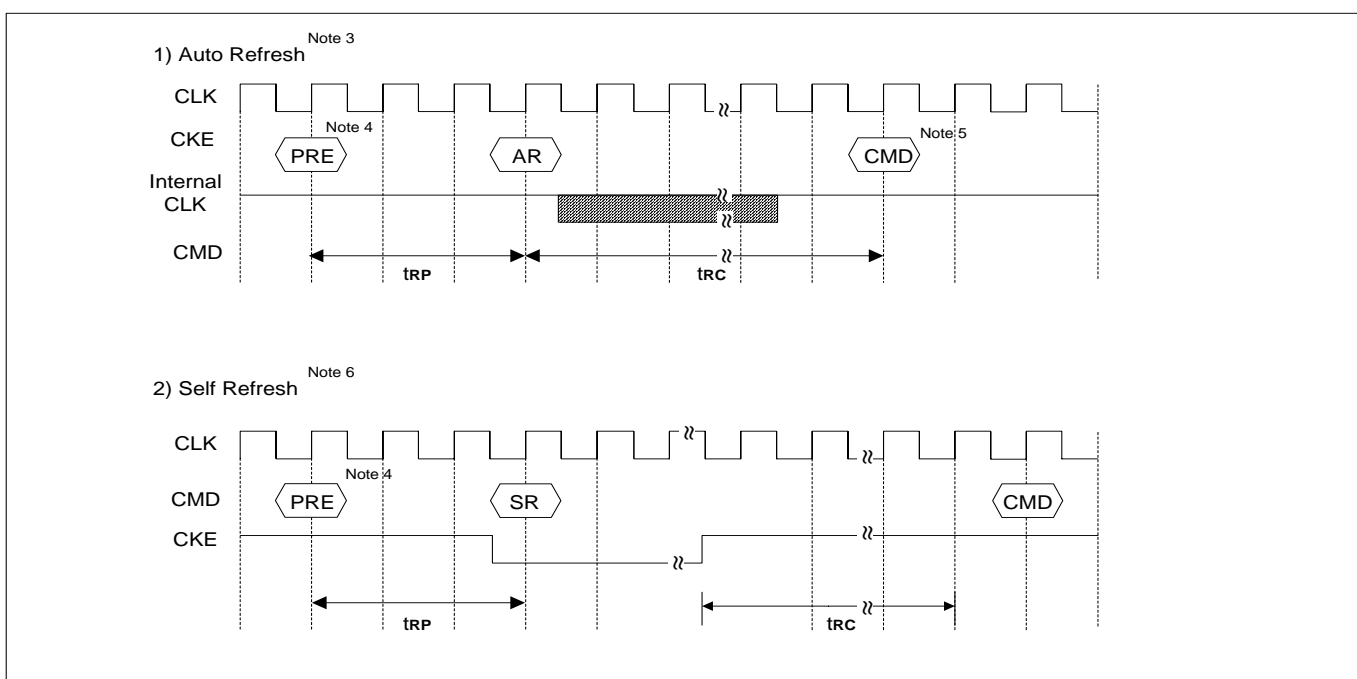 1) Auto Refresh Note 3
CLK
CKE
Note 4
Note 5
PRE
AR
CMD
Internal
CLK
CMD
tRP
tRC
2) Self Refresh Note 6
CLK
Note 4
CMD
PRE
SR
CMD
CKE
tRP
tRC